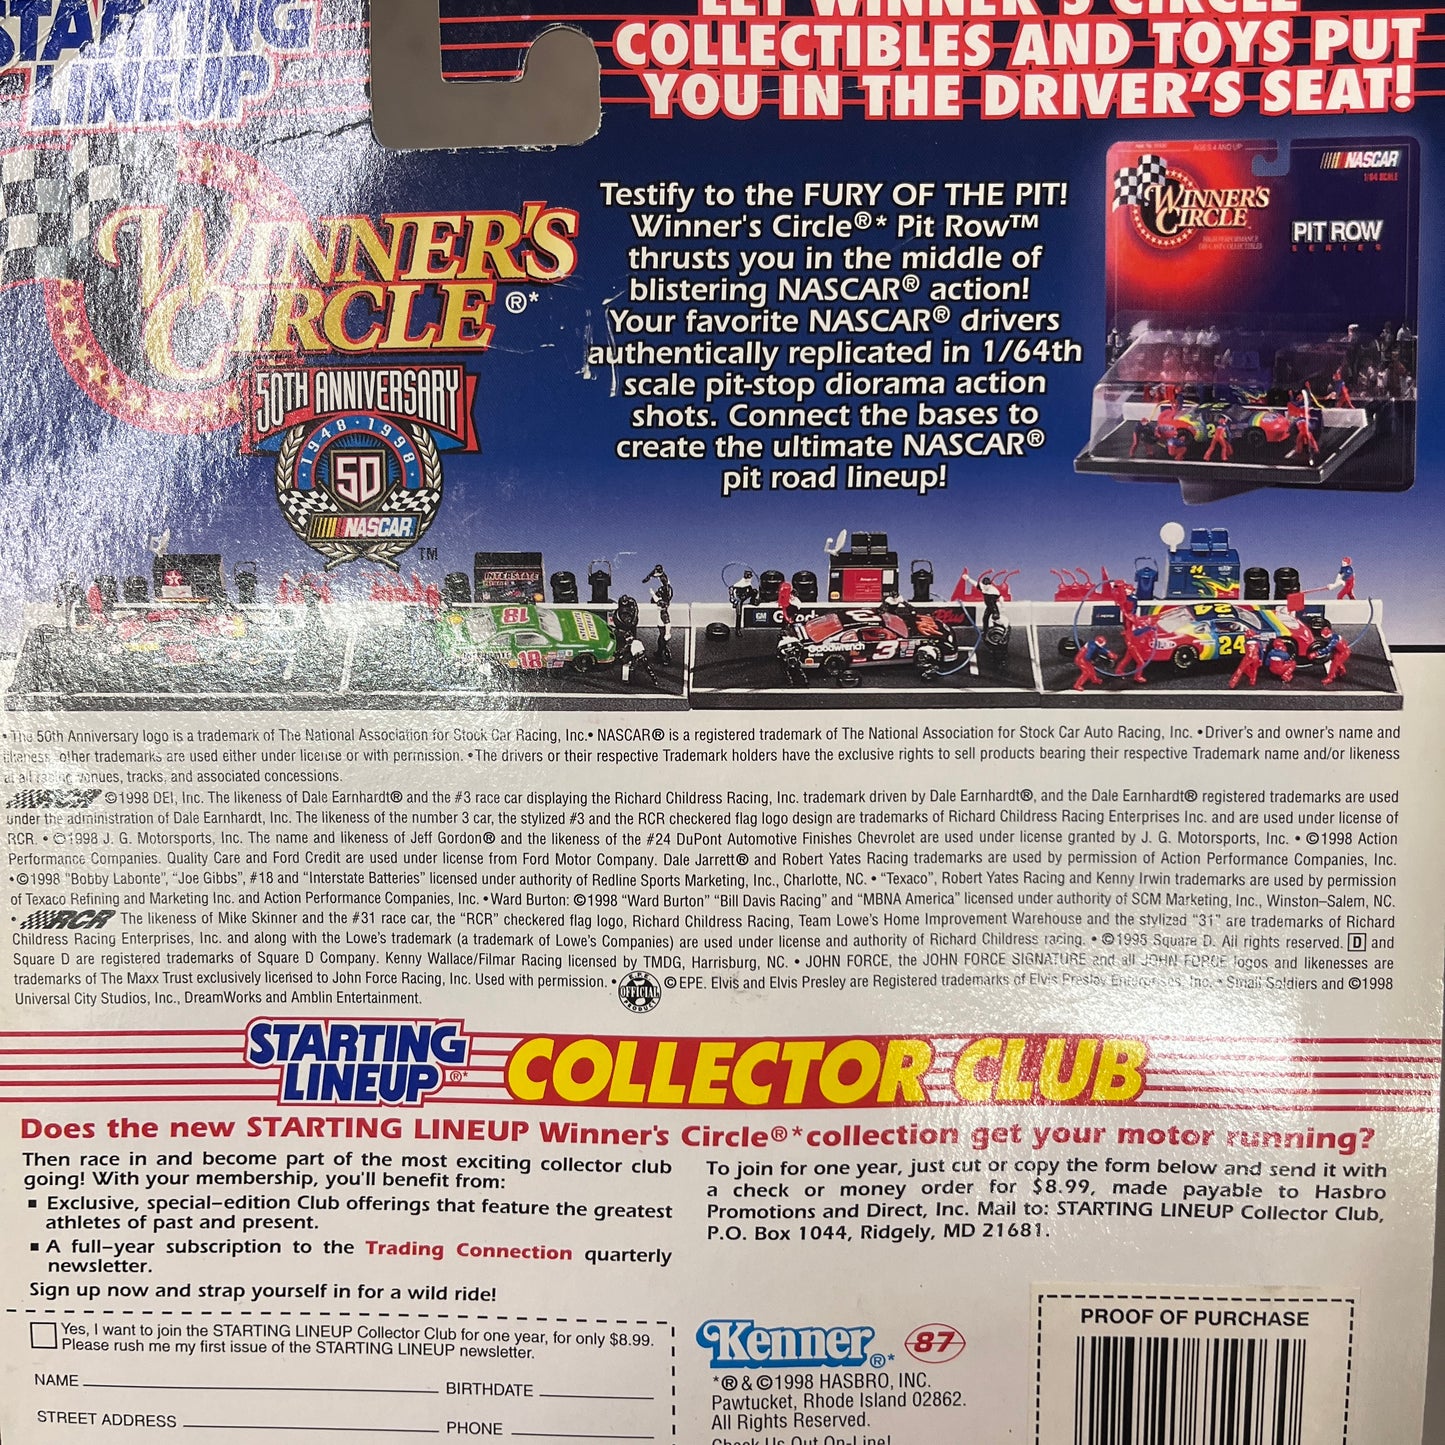 STARTING
LINEUP
LET WINNER'S CIRCLE
COLLECTIBLES AND TOYS PUT
YOU IN THE DRIVER'S SEAT!
WINNER'S
CIRCLE®*
50TH ANNIVERSARY
1948 · 1998
50
NASCAR
TM
Testify to the FURY OF THE PIT!
Winner's Circle®* Pit Row™
thrusts you in the middle of
blistering NASCAR® action!
Your favorite NASCAR® drivers
authentically replicated in 1/64th
scale pit-stop diorama action
shots. Connect the bases to
create the ultimate NASCAR®
pit road lineup!
AGES 4 AND UP
NASCAR
1/64 SCALE
WINNER'S
CIRCLE
PIT ROW
SERIES
INTERSTATE
18
18
GM
Goodwrench
3
24
24
24
• The 50th Anniversary logo is a trademark of The National Association for Stock Car Racing, Inc.• NASCAR® is a registered trademark of The National Association for Stock Car Auto Racing, Inc. •Driver's and owner's name and
likeness, other trademarks are used either under license or with permission. •The drivers or their respective Trademark holders have the exclusive rights to sell products bearing their respective Trademark name and/or likeness
at all racing venues, tracks, and associated concessions.
RCR ©1998 DEI, Inc. The likeness of Dale Earnhardt® and the #3 race car displaying the Richard Childress Racing, Inc. trademark driven by Dale Earnhardt®, and the Dale Earnhardt® registered trademarks are used
under the administration of Dale Earnhardt, Inc. The likeness of the number 3 car, the stylized #3 and the RCR checkered flag logo design are trademarks of Richard Childress Racing Enterprises Inc. and are used under license of
RCR. • ©1998 J. G. Motorsports, Inc. The name and likeness of Jeff Gordon® and the likeness of the #24 DuPont Automotive Finishes Chevrolet are used under license granted by J. G. Motorsports, Inc. • ©1998 Action
Performance Companies. Quality Care and Ford Credit are used under license from Ford Motor Company. Dale Jarrett® and Robert Yates Racing trademarks are used by permission of Action Performance Companies, Inc.
•©1998 "Bobby Labonte", "Joe Gibbs", #18 and "Interstate Batteries" licensed under authority of Redline Sports Marketing, Inc., Charlotte, NC. • "Texaco", Robert Yates Racing and Kenny Irwin trademarks are used by permission
of Texaco Refining and Marketing Inc. and Action Performance Companies, Inc. •Ward Burton: ©1998 "Ward Burton" "Bill Davis Racing" and "MBNA America" licensed under authority of SCM Marketing, Inc., Winston–Salem, NC.
• RCR The likeness of Mike Skinner and the #31 race car, the "RCR" checkered flag logo, Richard Childress Racing, Team Lowe's Home Improvement Warehouse and the stylized "31" are trademarks of Richard
Childress Racing Enterprises, Inc. and along with the Lowe's trademark (a trademark of Lowe's Companies) are used under license and authority of Richard Childress racing. • ©1995 Square D. All rights reserved. D and
Square D are registered trademarks of Square D Company. Kenny Wallace/Filmar Racing licensed by TMDG, Harrisburg, NC. • JOHN FORCE, the JOHN FORCE SIGNATURE and all JOHN FORCE logos and likenesses are
trademarks of The Maxx Trust exclusively licensed to John Force Racing, Inc. Used with permission. • E.P.E. OFFICIAL PRODUCT ©EPE. Elvis and Elvis Presley are Registered trademarks of Elvis Presley Enterprises, Inc. • Small Soldiers and ©1998
Universal City Studios, Inc., DreamWorks and Amblin Entertainment.
STARTING
LINEUP®*
COLLECTOR CLUB
Does the new STARTING LINEUP Winner's Circle®*collection get your motor running?
Then race in and become part of the most exciting collector club
going! With your membership, you'll benefit from:
▪ Exclusive, special–edition Club offerings that feature the greatest
athletes of past and present.
▪ A full–year subscription to the Trading Connection quarterly
newsletter.
Sign up now and strap yourself in for a wild ride!
To join for one year, just cut or copy the form below and send it with
a check or money order for $8.99, made payable to Hasbro
Promotions and Direct, Inc. Mail to: STARTING LINEUP Collector Club,
P.O. Box 1044, Ridgely, MD 21681.
Yes, I want to join the STARTING LINEUP Collector Club for one year, for only $8.99.
Please rush me my first issue of the STARTING LINEUP newsletter.
NAME BIRTHDATE
STREET ADDRESS PHONE
Kenner®*
87
*® & ©1998 HASBRO, INC.
Pawtucket, Rhode Island 02862.
All Rights Reserved.
Check Us Out On-Line!
PROOF OF PURCHASE